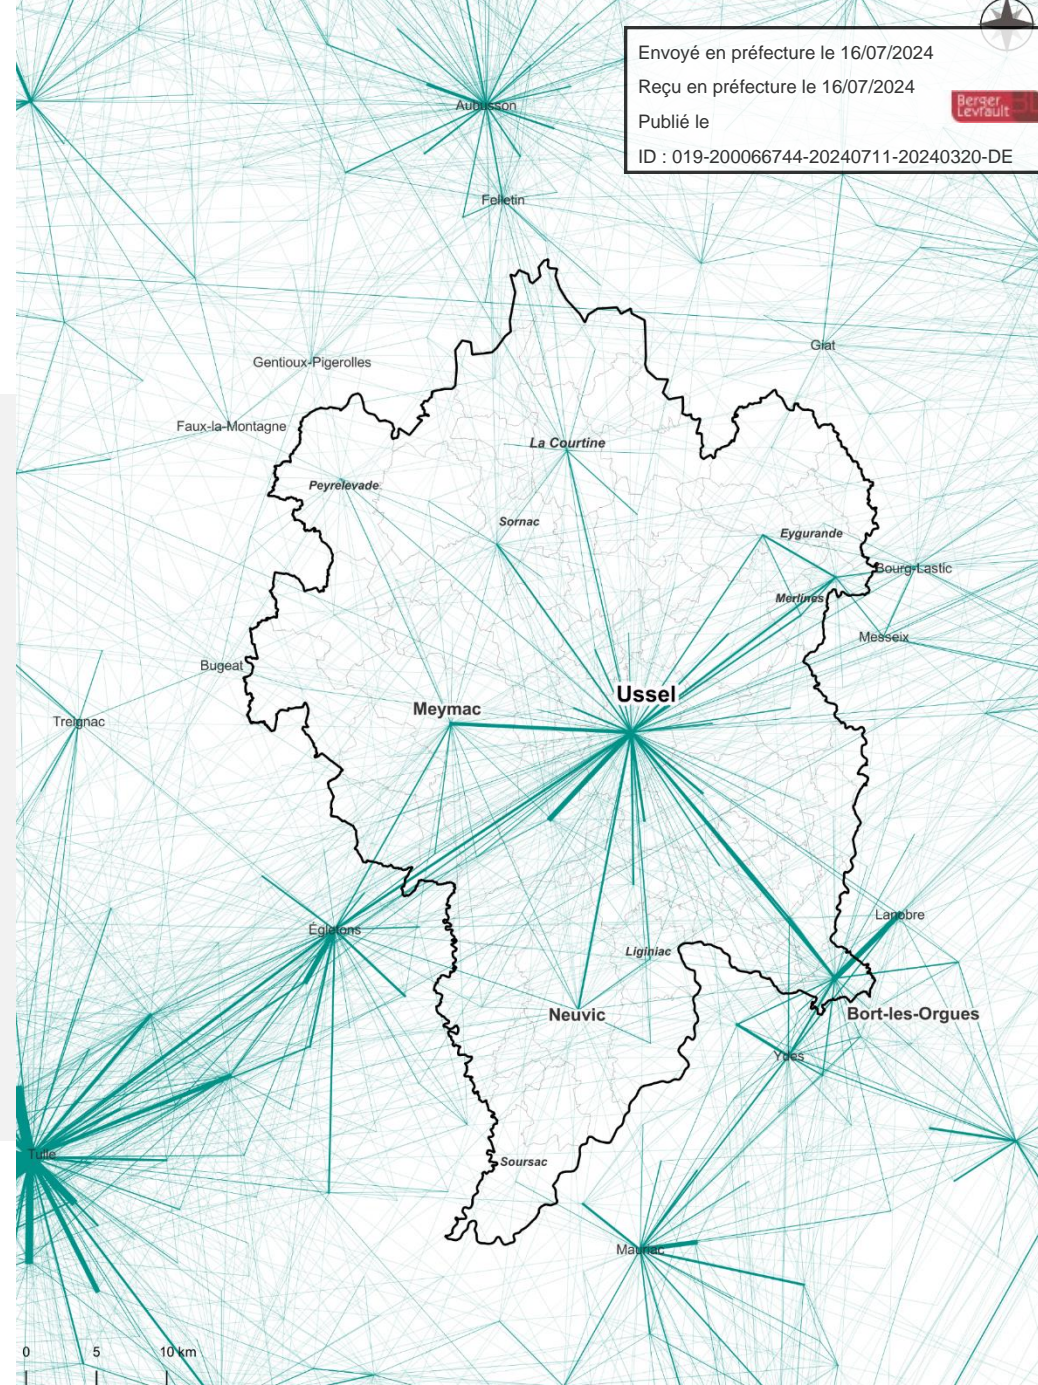 Envoyé en préfecture le 16/07/2024
Reçu en préfecture le 16/07/2024
Publié le
Berger
Levrault
ID : 019-200066744-20240711-20240320-DE
Aubusson
Felletin
Giat
Gentioux-Pigerolles
Faux-la-Montagne
La Courtine
Peyrelevade
Sornac
Eygurande
Bourg-Lastic
Merlines
Messeix
Bugeat
Ussel
Meymac
Treignac
Lanobre
Égletons
Liginiac
Neuvic
Bort-les-Orgues
Ydes
Tulle
Soursac
Mauriac
0 5 10 km